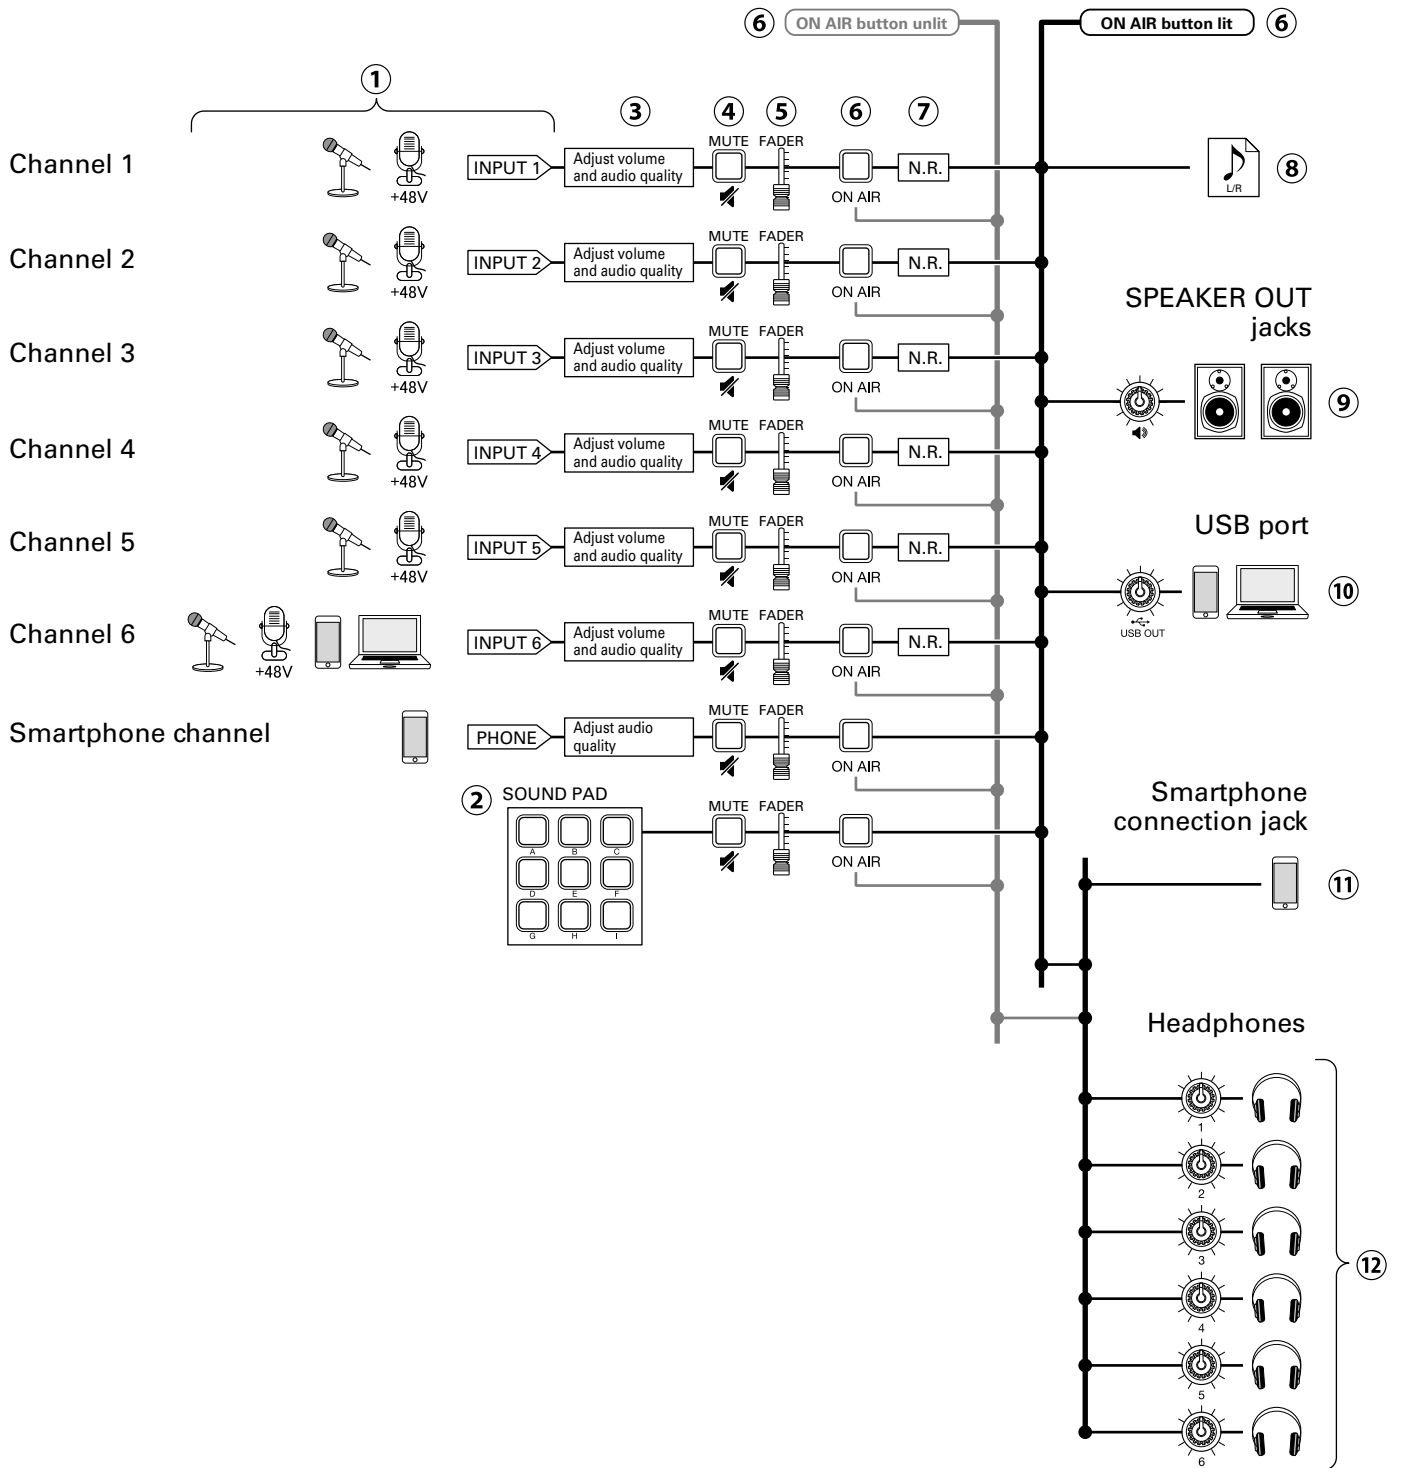 ⑥ ON AIR button unlit
ON AIR button lit ⑥
①
③ ④ ⑤ ⑥ ⑦
Channel 1
+48V
INPUT 1
Adjust volume
and audio quality
MUTE FADER
ON AIR
N.R.
L/R
⑧
Channel 2
+48V
INPUT 2
Adjust volume
and audio quality
MUTE FADER
ON AIR
N.R.
SPEAKER OUT
jacks
⑨
Channel 3
+48V
INPUT 3
Adjust volume
and audio quality
MUTE FADER
ON AIR
N.R.
Channel 4
+48V
INPUT 4
Adjust volume
and audio quality
MUTE FADER
ON AIR
N.R.
Channel 5
+48V
INPUT 5
Adjust volume
and audio quality
MUTE FADER
ON AIR
N.R.
USB port
USB OUT
⑩
Channel 6
+48V
INPUT 6
Adjust volume
and audio quality
MUTE FADER
ON AIR
N.R.
Smartphone channel
PHONE
Adjust audio
quality
MUTE FADER
ON AIR
② SOUND PAD
A B C
D E F
G H I
MUTE FADER
ON AIR
Smartphone
connection jack
⑪
Headphones
1
2
3
4
5
6
⑫